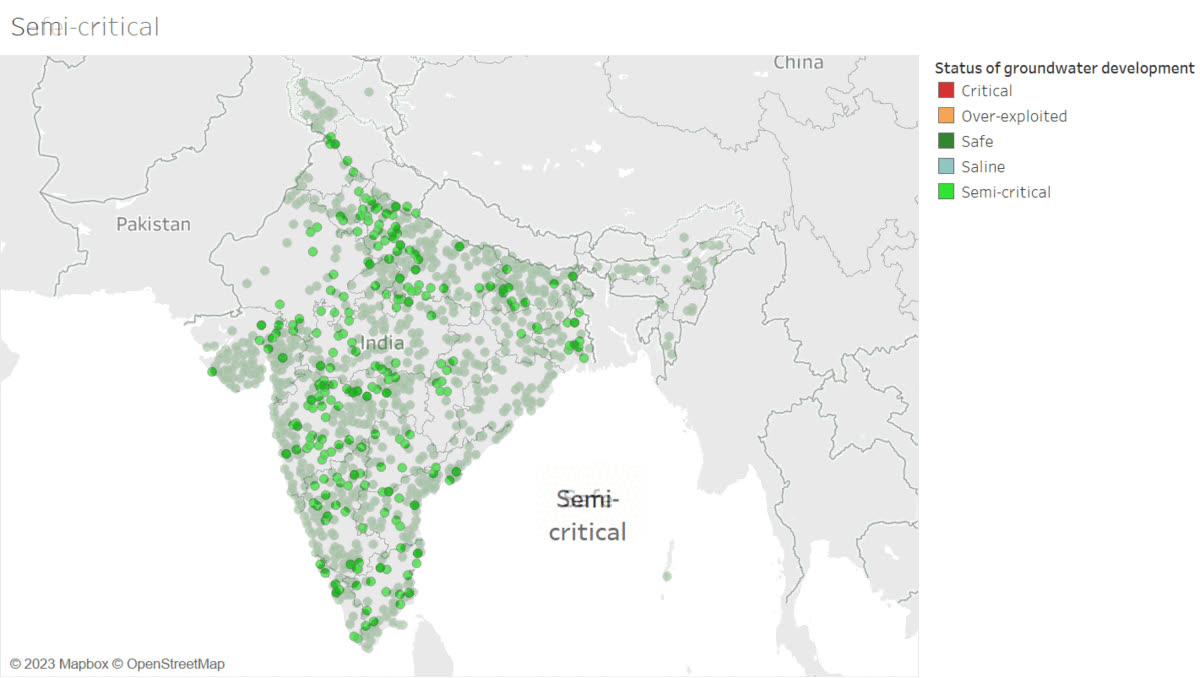 Semi-critical
China
Pakistan
India
Semi-
critical
© 2023 Mapbox © OpenStreetMap
Status of groundwater development
Critical
Over-exploited
Safe
Saline
Semi-critical